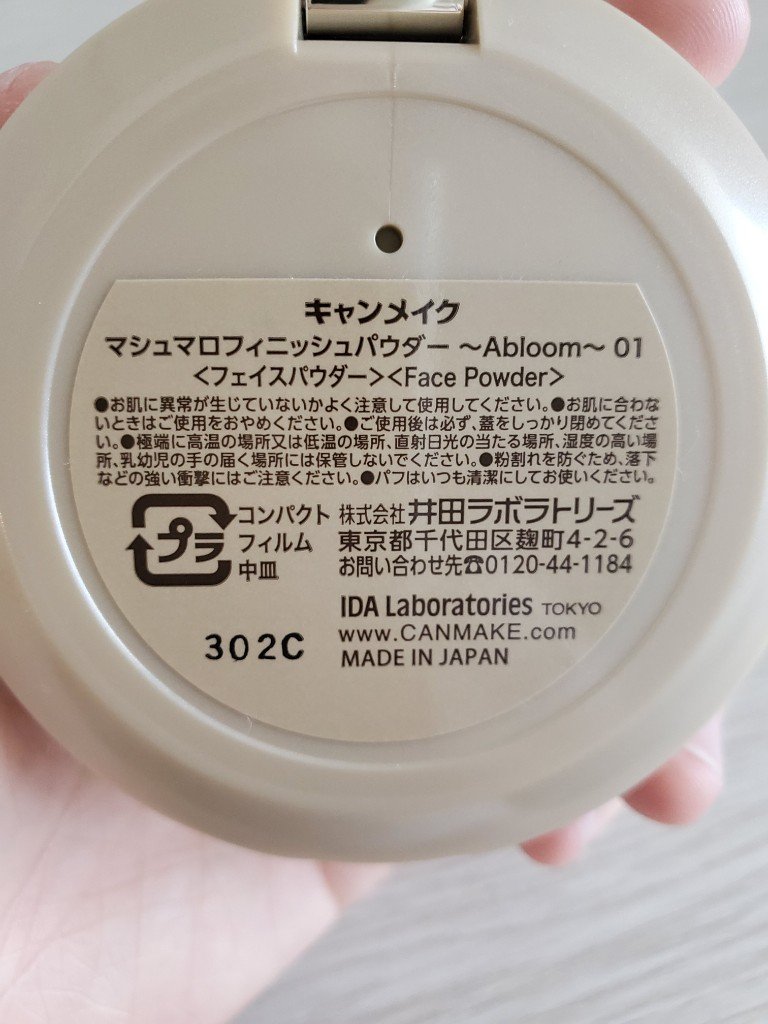 キャンメイク
マシュマロフィニッシュパウダー ～Abloom～ 01
<フェイスパウダー><Face Powder>
●お肌に異常が生じていないかよく注意して使用してください。●お肌に合わな
いときはご使用をおやめください。●ご使用後は必ず、蓋をしっかり閉めてくださ
い。●極端に高温の場所又は低温の場所、直射日光の当たる場所、湿度の高い場
所、乳幼児の手の届く場所には保管しないでください。●粉割れを防ぐため、落下
などの強い衝撃にはご注意ください。●パフはいつも清潔にしてお使いください。
プラ
コンパクト
フィルム
中皿
株式会社 井田ラボラトリーズ
東京都千代田区麹町4-2-6
お問い合わせ先☎0120-44-1184
302C
IDA Laboratories TOKYO
www.CANMAKE.com
MADE IN JAPAN